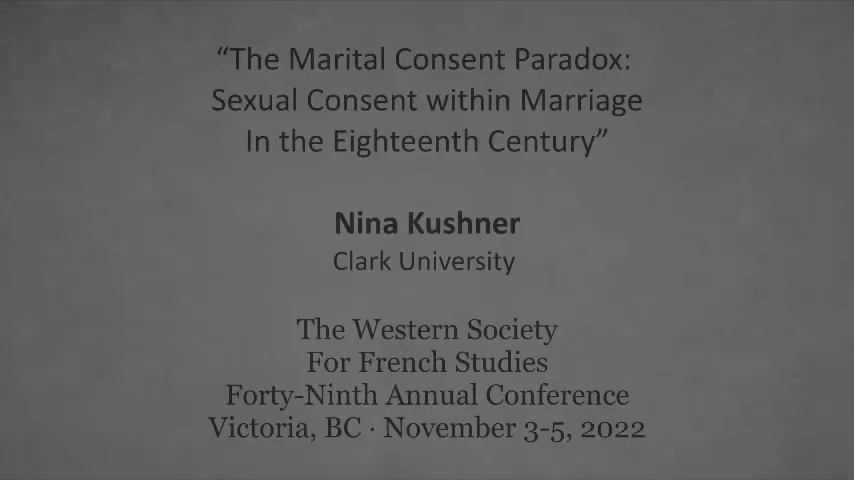 “The Marital Consent Paradox:
Sexual Consent within Marriage
In the Eighteenth Century”
Nina Kushner
Clark University
The Western Society
For French Studies
Forty-Ninth Annual Conference
Victoria, BC · November 3-5, 2022